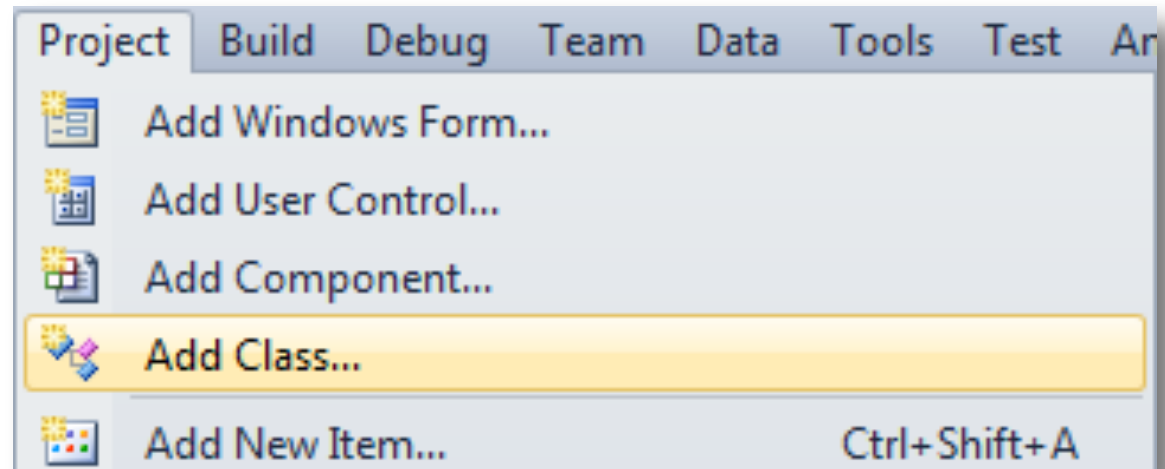 Project Build Debug Team Data Tools Test
Add Windows Form...
Add User Control...
Add Component...
Add Class...
Add New Item... Ctrl+Shift+A